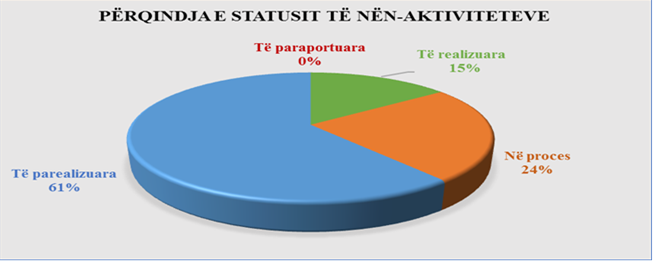 PËRQINDJA E STATUSIT TË NËN-AKTIVITETEVE
Të paraportuara
0%
Të realizuara
15%
Në proces
24%
Të parealizuara
61%